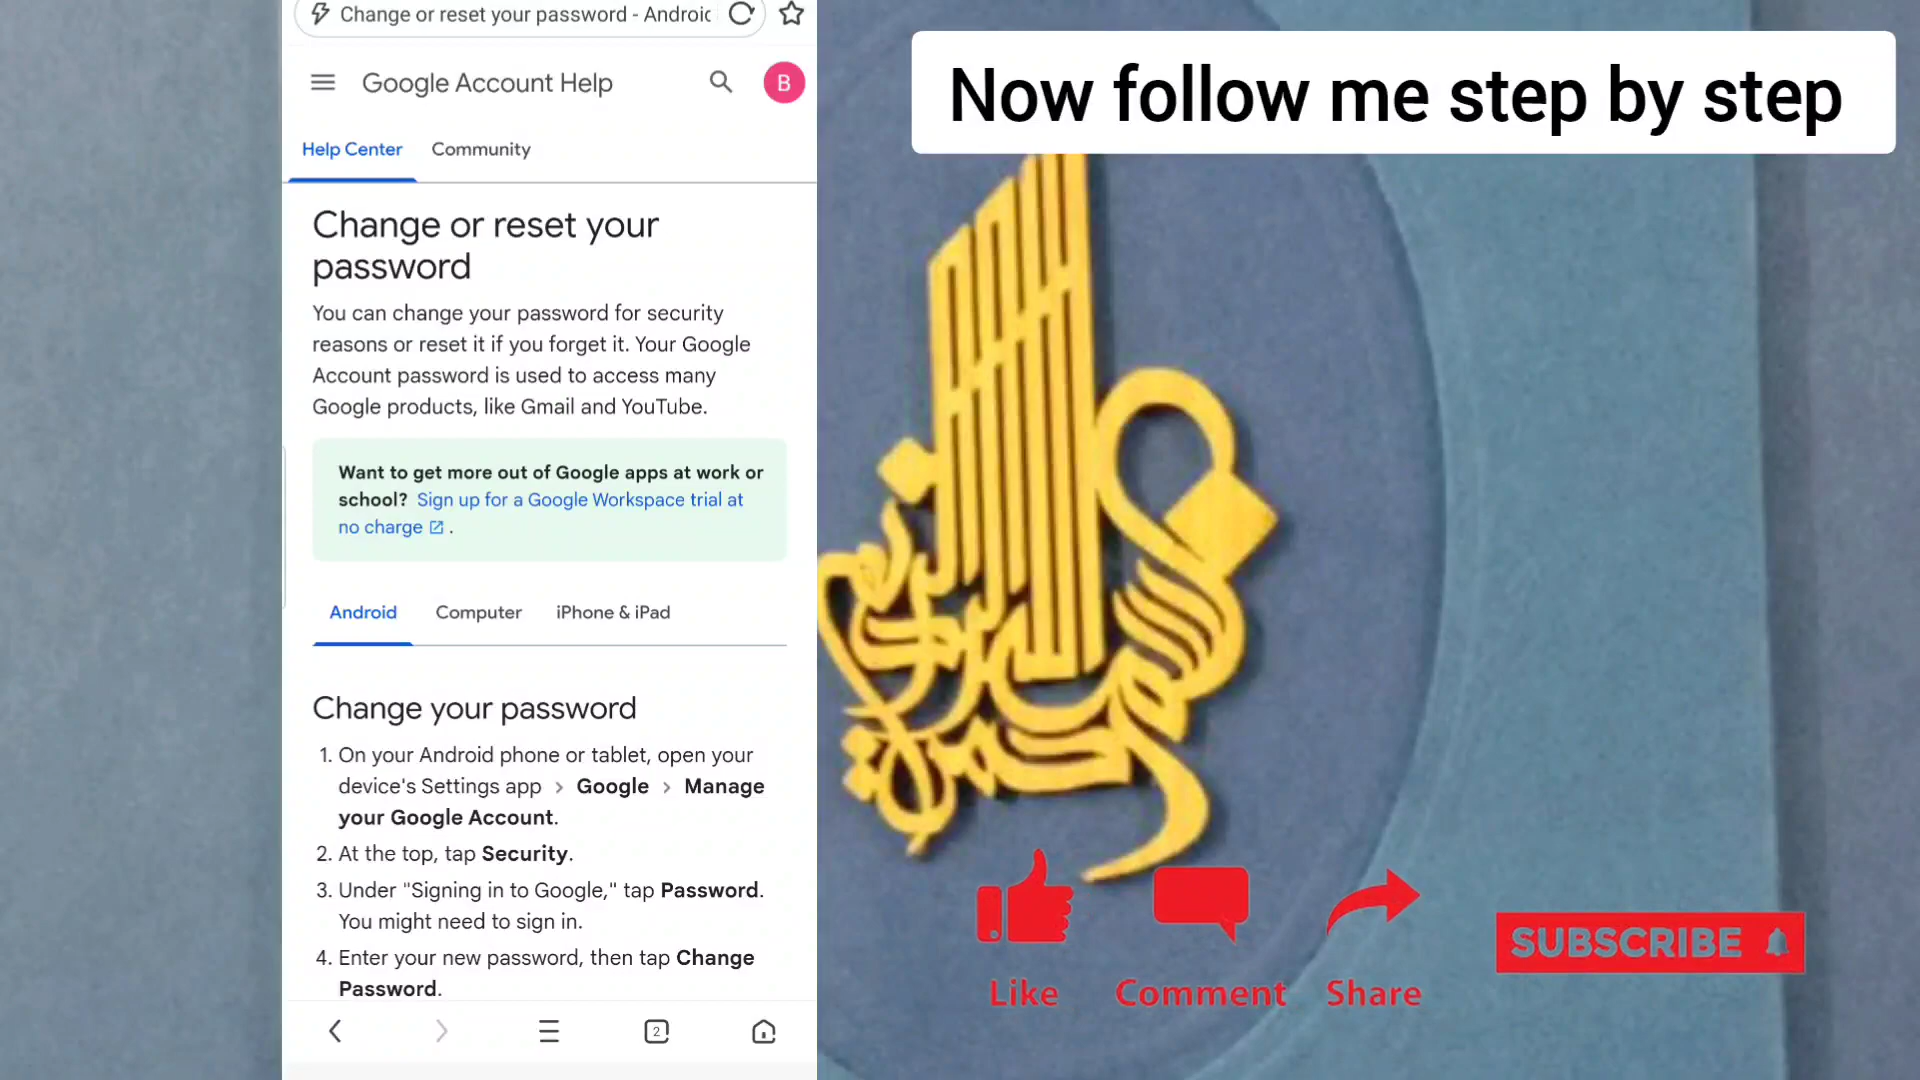 Change or reset your password - Androic
Google Account Help
B
Help Center Community
Change or reset your
password
You can change your password for security
reasons or reset it if you forget it. Your Google
Account password is used to access many
Google products, like Gmail and YouTube.
Want to get more out of Google apps at work or
school? Sign up for a Google Workspace trial at
no charge .
Android Computer iPhone & iPad
Change your password
1. On your Android phone or tablet, open your
device's Settings app > Google > Manage
your Google Account.
2. At the top, tap Security.
3. Under "Signing in to Google," tap Password.
You might need to sign in.
4. Enter your new password, then tap Change
Password.
2
Now follow me step by step
بسم الله الرحمن الرحيم
Like Comment Share
SUBSCRIBE